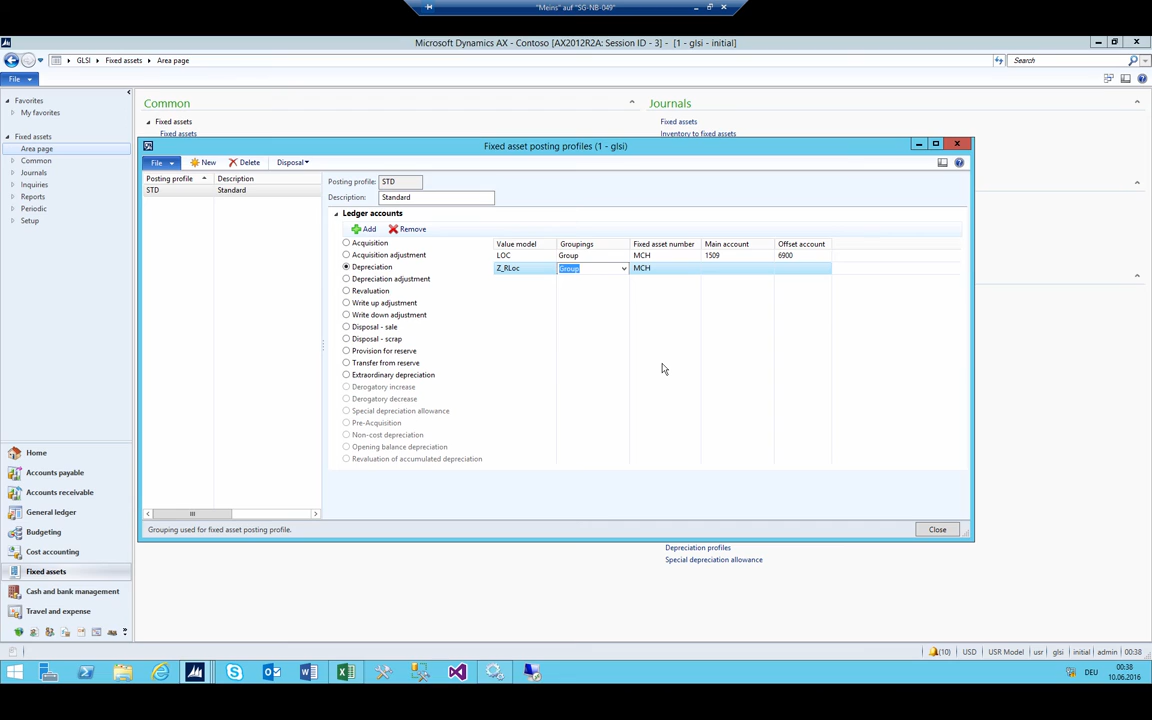 "Meins" auf "SG-NB-049"
Microsoft Dynamics AX - Contoso [AX2012R2A: Session ID - 3] - [1 - glsi - initial]
GLSI Fixed assets Area page
Search
File
Favorites
My favorites
Fixed assets
Area page
Common
Journals
Inquiries
Reports
Periodic
Setup
Common
Fixed assets
Fixed assets
Journals
Fixed assets
Inventory to fixed assets
Fixed asset posting profiles (1 - glsi)
File New Delete Disposal
Posting profile Description
STD Standard
Posting profile: STD
Description: Standard
Ledger accounts
Add Remove
Acquisition
Acquisition adjustment
Depreciation
Depreciation adjustment
Revaluation
Write up adjustment
Write down adjustment
Disposal - sale
Disposal - scrap
Provision for reserve
Transfer from reserve
Extraordinary depreciation
Derogatory increase
Derogatory decrease
Special depreciation allowance
Pre-Acquisition
Non-cost depreciation
Opening balance depreciation
Revaluation of accumulated depreciation
Value model Groupings Fixed asset number Main account Offset account
LOC Group MCH 1509 6900
Z_RLoc Group MCH
Grouping used for fixed asset posting profile.
Close
Depreciation profiles
Special depreciation allowance
Home
Accounts payable
Accounts receivable
General ledger
Budgeting
Cost accounting
Fixed assets
Cash and bank management
Travel and expense
(10) USD USR Model usr glsi initial admin 00:38
DEU
00:38
10.06.2016